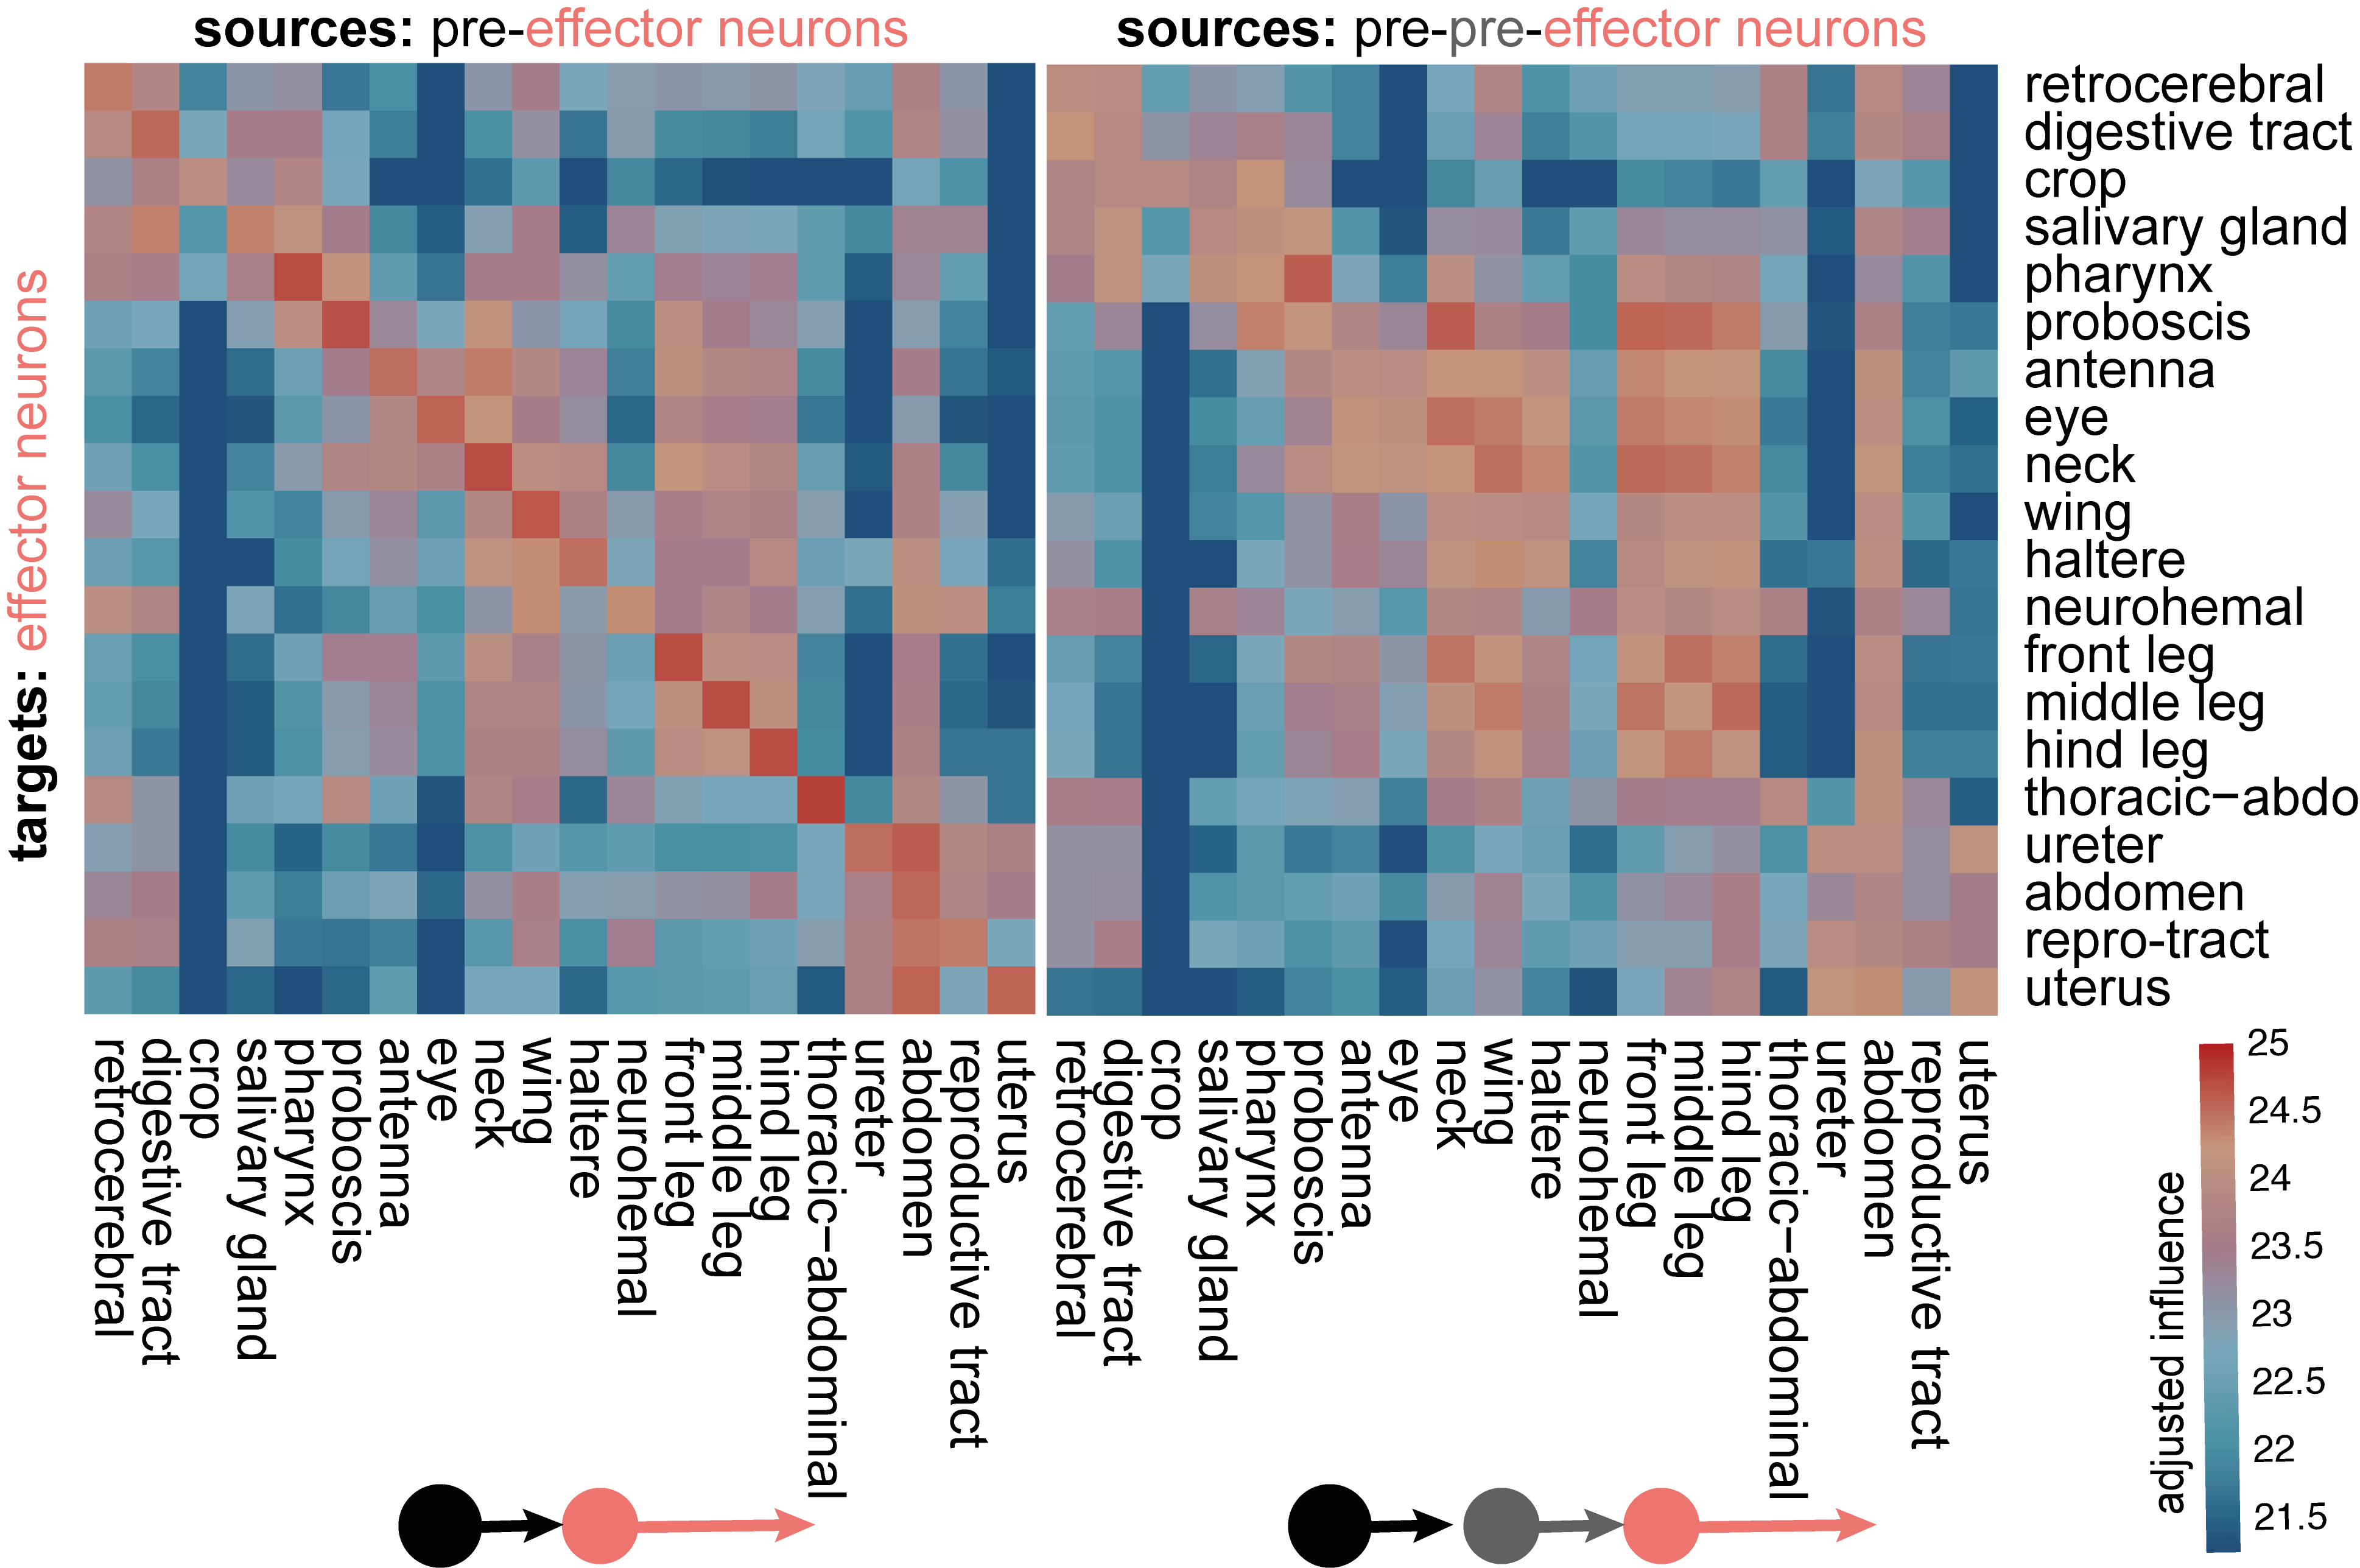 sources: pre-effector neurons
sources: pre-pre-effector neurons
targets: effector neurons
retrocerebral
digestive tract
crop
salivary gland
pharynx
proboscis
antenna
eye
neck
wing
haltere
neurohemal
front leg
middle leg
hind leg
thoracic−abdo
ureter
abdomen
repro-tract
uterus
retrocerebral
digestive tract
crop
salivary gland
pharynx
proboscis
antenna
eye
neck
wing
haltere
neurohemal
front leg
middle leg
hind leg
thoracic−abdominal
ureter
abdomen
reproductive tract
uterus
retrocerebral
digestive tract
crop
salivary gland
pharynx
proboscis
antenna
eye
neck
wing
haltere
neurohemal
front leg
middle leg
hind leg
thoracic−abdominal
ureter
abdomen
reproductive tract
uterus
adjusted influence
25
24.5
24
23.5
23
22.5
22
21.5